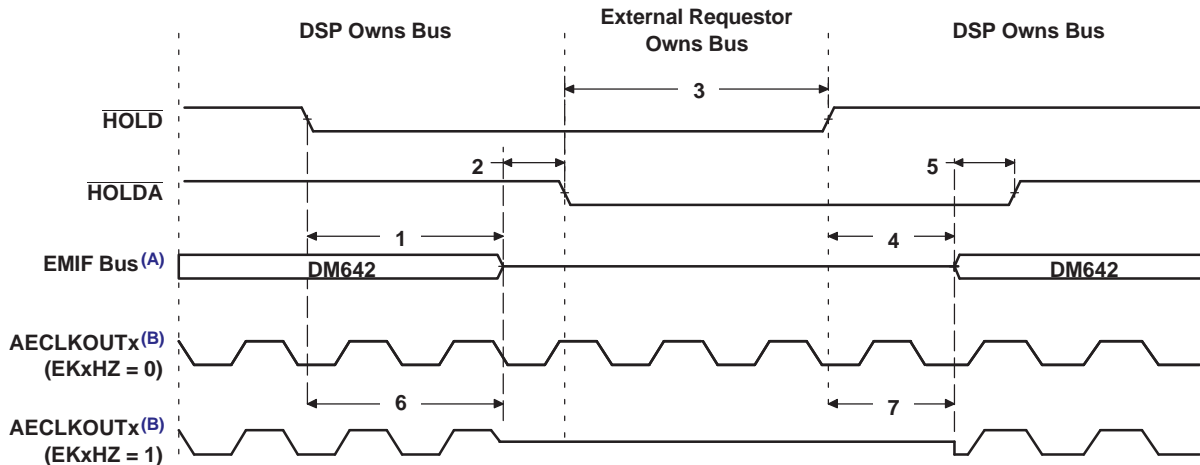 DSP Owns Bus
External Requestor
Owns Bus
DSP Owns Bus
3
HOLD
2
5
HOLDA
1
4
EMIF Bus(A)
DM642
DM642
AECLKOUTx(B)
(EKxHZ = 0)
6
7
AECLKOUTx(B)
(EKxHZ = 1)